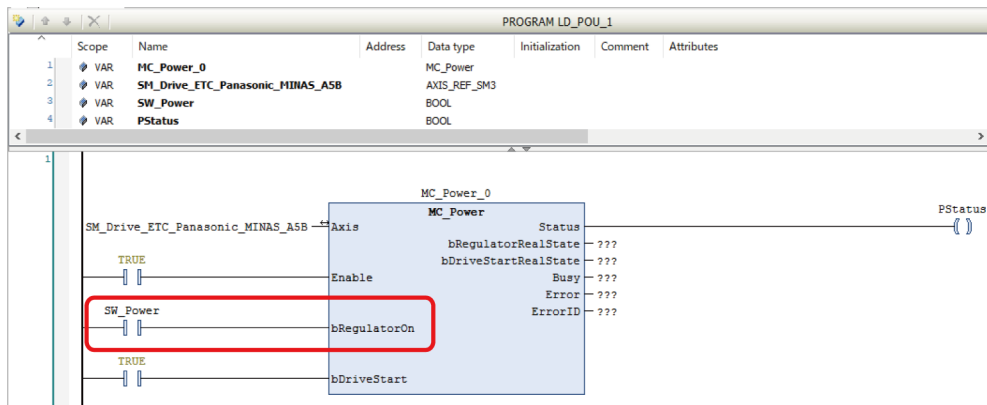 PROGRAM LD_POU_1
Scope Name Address Data type Initialization Comment Attributes
1 VAR MC_Power_0 MC_Power
2 VAR SM_Drive_ETC_Panasonic_MINAS_A5B AXIS_REF_SM3
3 VAR SW_Power BOOL
4 VAR PStatus BOOL
1
MC_Power_0
MC_Power
PStatus
SM_Drive_ETC_Panasonic_MINAS_A5B Axis Status
bRegulatorRealState ???
TRUE bDriveStartRealState ???
Enable Busy ???
Error ???
SW_Power ErrorID ???
bRegulatorOn
TRUE
bDriveStart